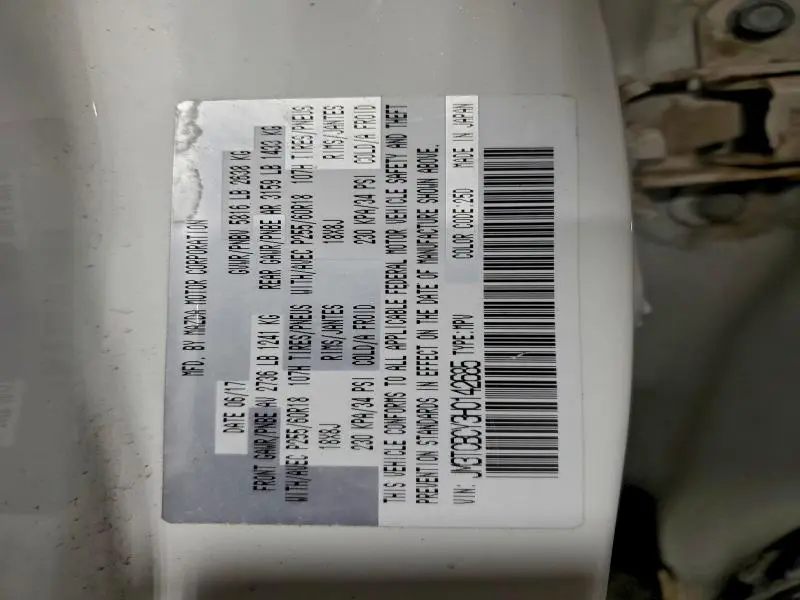 MFD. BY MAZDA MOTOR CORPORATION
DATE 06/17 GVWR/PNBV 5816 LB 2638 KG
FRONT GAWR/PNBE AV 2736 LB 1241 KG REAR GAWR/PNBE AR 3159 LB 1433 KG
WITH/AVEC P255/60R18 107H TIRES/PNEUS WITH/AVEC P255/60R18 107H TIRES/PNEUS
18X8J RIMS/JANTES 18X8J RIMS/JANTES
230 KPA/34 PSI COLD/A FROID 230 KPA/34 PSI COLD/A FROID
THIS VEHICLE CONFORMS TO ALL APPLICABLE FEDERAL MOTOR VEHICLE SAFETY AND THEFT
PREVENTION STANDARDS IN EFFECT ON THE DATE OF MANUFACTURE SHOWN ABOVE.
VIN: JM3TCBCY3H0142685 TYPE:MPV COLOR CODE:25D MADE IN JAPAN